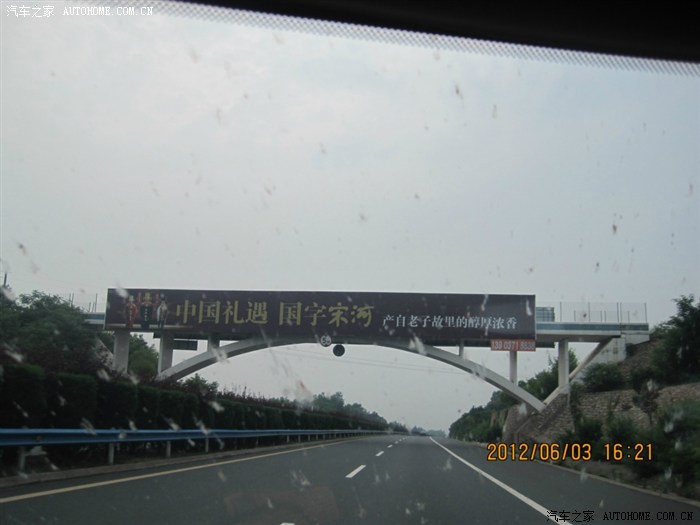 汽车之家 AUTOHOME.COM.CN
中国礼遇 国字宋河 产自老子故里的醇厚浓香
2012/06/03 16:21
汽车之家 AUTOHOME.COM.CN